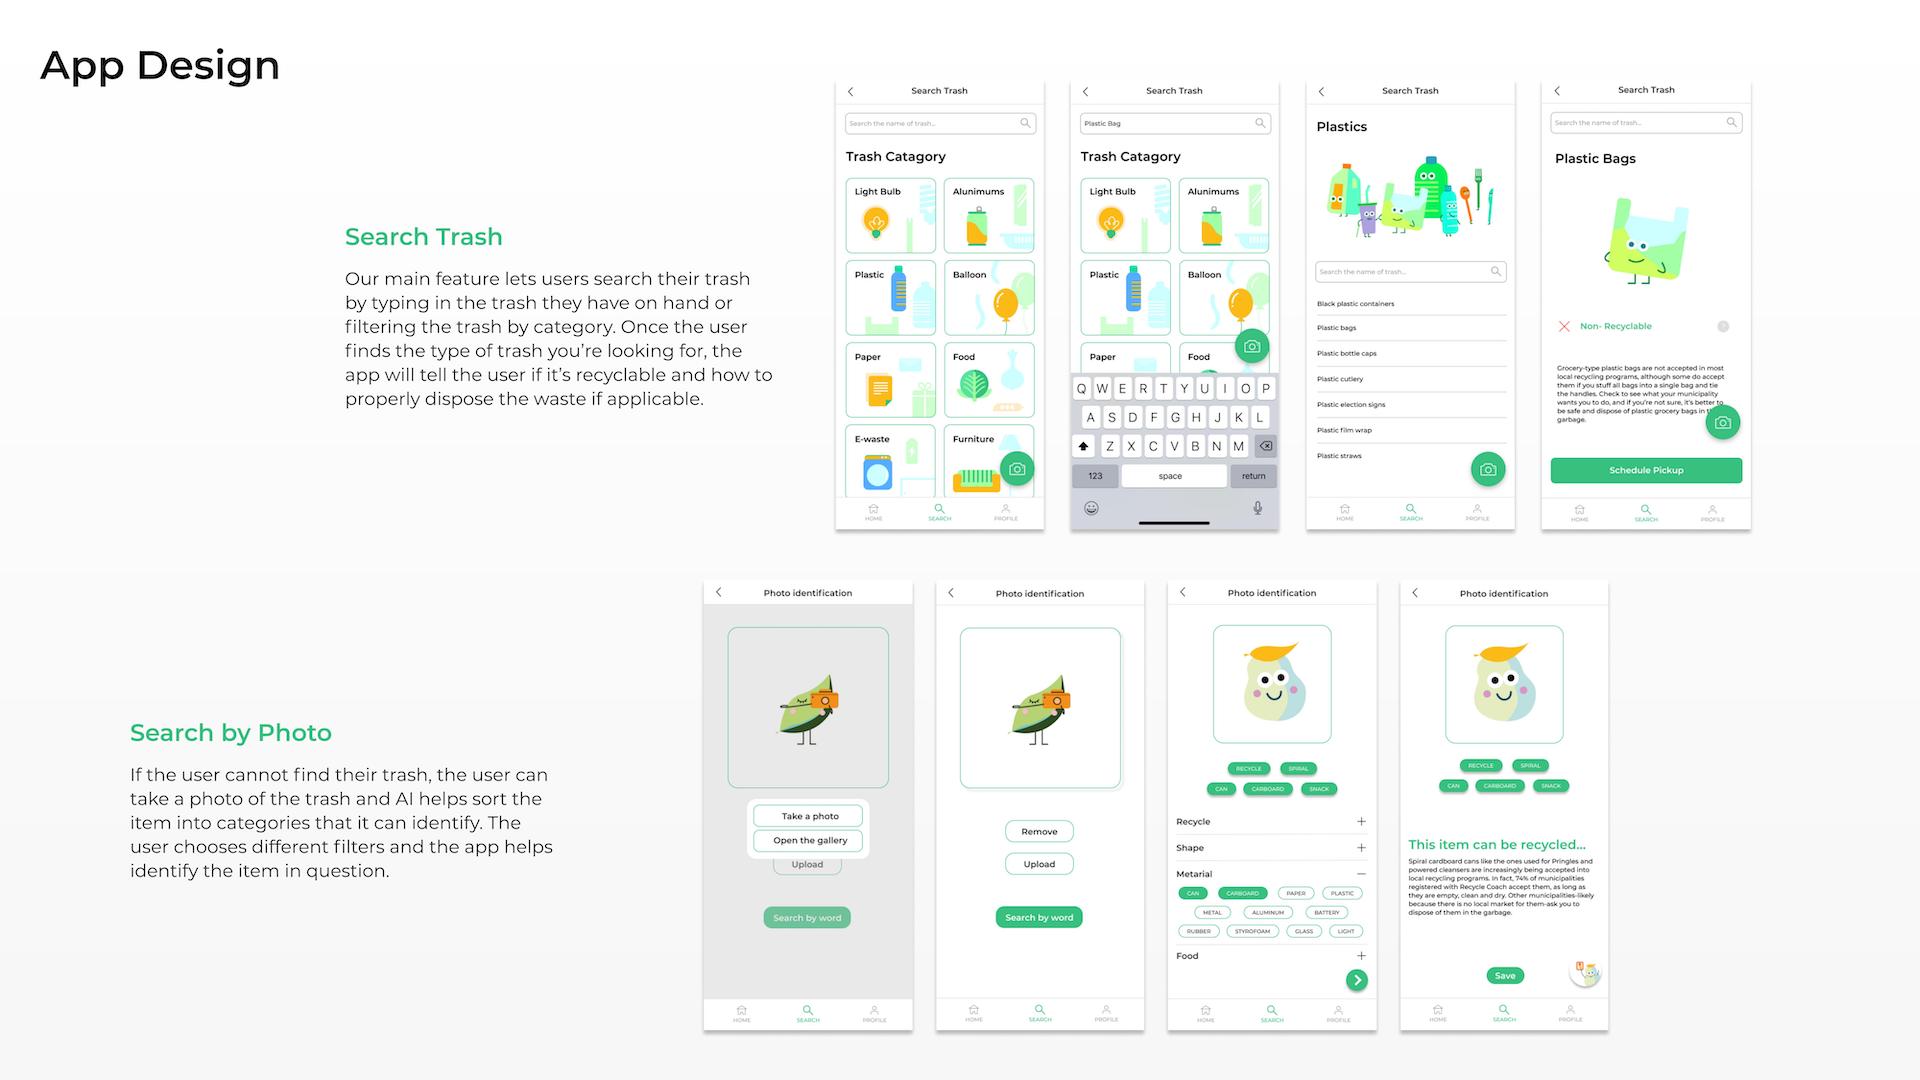 App Design
Search Trash
Our main feature lets users search their trash
by typing in the trash they have on hand or
filtering the trash by category. Once the user
finds the type of trash you're looking for, the
app will tell the user if it's recyclable and how to
properly dispose the waste if applicable.
Search Trash
Search the name of trash...
Trash Catagory
Light Bulb
Alunimums
Plastic
Balloon
Paper
Food
E-waste
Furniture
HOME
SEARCH
PROFILE
Search Trash
Plastic Bag
Trash Catagory
Light Bulb
Alunimums
Plastic
Balloon
Paper
Food
Q W E R T Y U I O P
A S D F G H J K L
Z X C V B N M
123 space return
Search Trash
Plastics
Search the name of trash...
Black plastic containers
Plastic bags
Plastic bottle caps
Plastic cutlery
Plastic election signs
Plastic film wrap
Plastic straws
HOME
SEARCH
PROFILE
Search Trash
Search the name of trash...
Plastic Bags
Non- Recyclable
?
Grocery-type plastic bags are not accepted in most
local recycling programs, although some do accept
them if you stuff all bags into a single bag and tie
the handles. Check to see what your municipality
wants you to do, and if you're not sure, it's better to
be safe and dispose of plastic grocery bags in
garbage.
Schedule Pickup
HOME
SEARCH
PROFILE
Search by Photo
If the user cannot find their trash, the user can
take a photo of the trash and AI helps sort the
item into categories that it can identify. The
user chooses different filters and the app helps
identify the item in question.
Photo identification
Take a photo
Open the gallery
Upload
Search by word
HOME
SEARCH
PROFILE
Photo identification
Remove
Upload
Search by word
HOME
SEARCH
PROFILE
Photo identification
RECYCLE SPIRAL
CAN CARBOARD SNACK
Recycle
Shape
Metarial
CAN CARBOARD PAPER PLASTIC
METAL ALUMINUM BATTERY
RUBBER STYROFOAM GLASS LIGHT
Food
HOME
SEARCH
PROFILE
Photo identification
RECYCLE SPIRAL
CAN CARBOARD SNACK
This item can be recycled...
Spiral cardboard cans like the ones used for Pringles and
powered cleansers are increasingly being accepted into
local recycling programs. In fact, 74% of municipalities
registered with Recycle Coach accept them, as long as
they are empty, clean and dry. Other municipalities-likely
because there is no local market for them-ask you to
dispose of them in the garbage.
Save
HOME
SEARCH
PROFILE